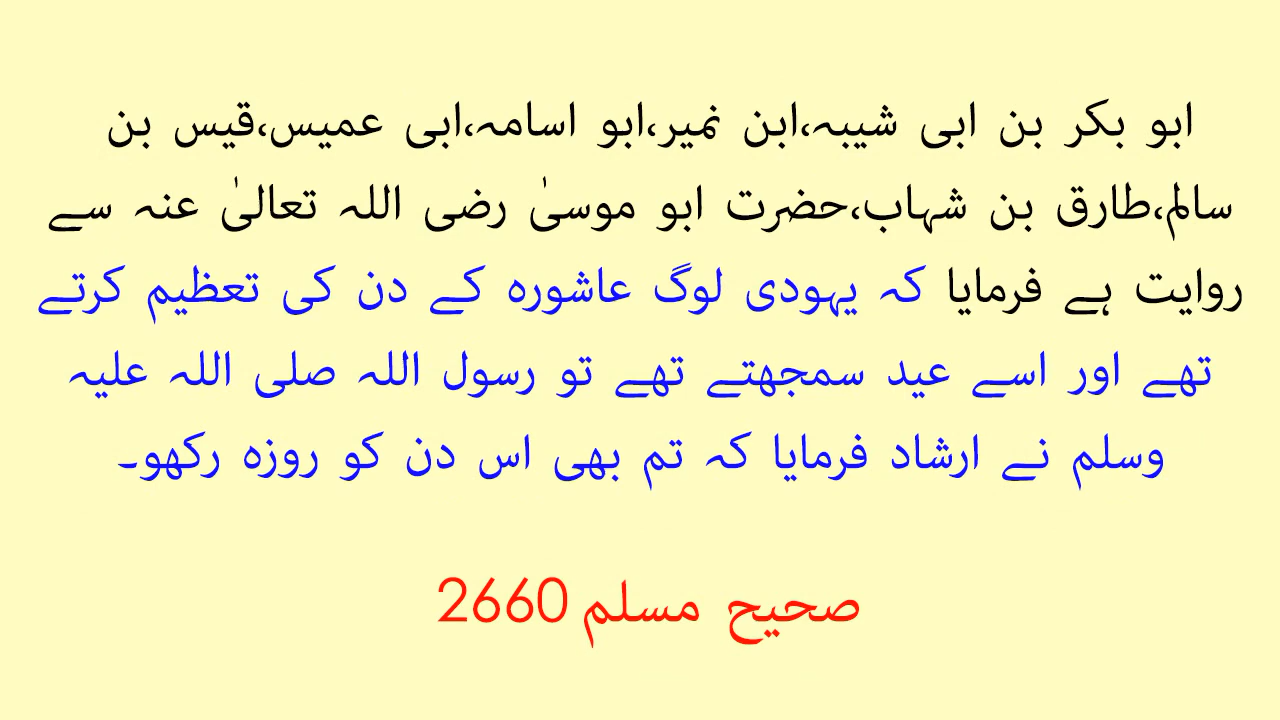 ابو بکر بن ابی شیبہ،ابن نمیر،ابو اسامہ،ابی عمیس،قیس بن
سالم،طارق بن شہاب،حضرت ابو موسیٰ رضی اللہ تعالیٰ عنہ سے
روایت ہے فرمایا کہ یہودی لوگ عاشورہ کے دن کی تعظیم کرتے
تھے اور اسے عید سمجھتے تھے تو رسول اللہ صلی اللہ علیہ
وسلم نے ارشاد فرمایا کہ تم بھی اس دن کو روزہ رکھو۔
صحیح مسلم 2660